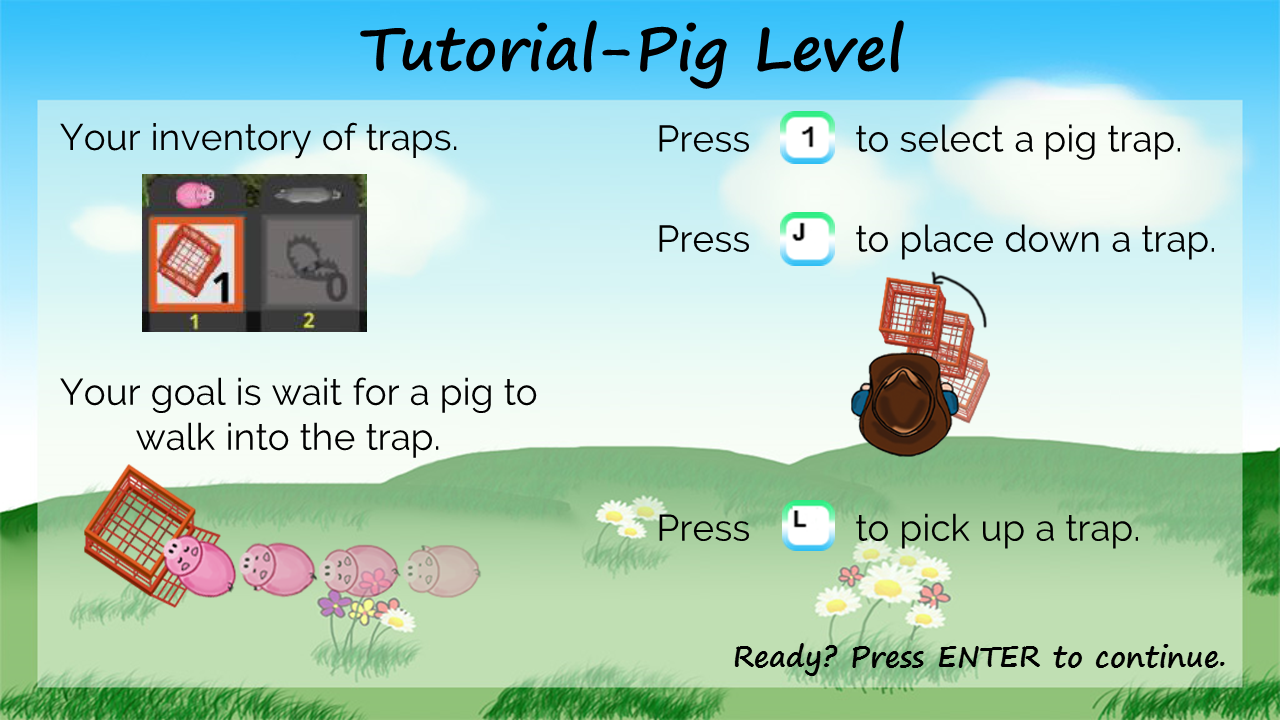 Tutorial-Pig Level
Your inventory of traps.
1 0
1 2
Your goal is wait for a pig to
walk into the trap.
Press 1 to select a pig trap.
Press J to place down a trap.
Press L to pick up a trap.
Ready? Press ENTER to continue.